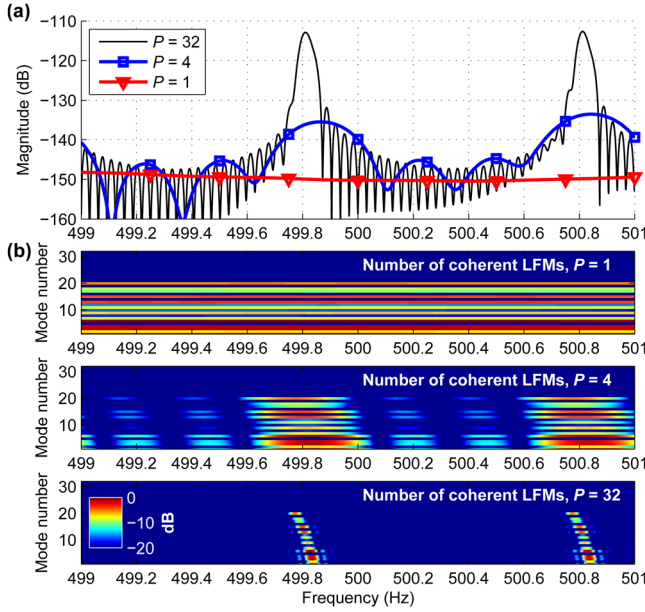 (a)
−110
−120
−130
−140
−150
−160
Magnitude (dB)
P = 32
P = 4
P = 1
499 499.2 499.4 499.6 499.8 500 500.2 500.4 500.6 500.8 501
(b)
Number of coherent LFMs, P = 1
Mode number
30
20
10
499 499.2 499.4 499.6 499.8 500 500.2 500.4 500.6 500.8 501
Number of coherent LFMs, P = 4
Mode number
30
20
10
499 499.2 499.4 499.6 499.8 500 500.2 500.4 500.6 500.8 501
Number of coherent LFMs, P = 32
Mode number
30
20
10
0
−10
−20
dB
499 499.2 499.4 499.6 499.8 500 500.2 500.4 500.6 500.8 501
Frequency (Hz)